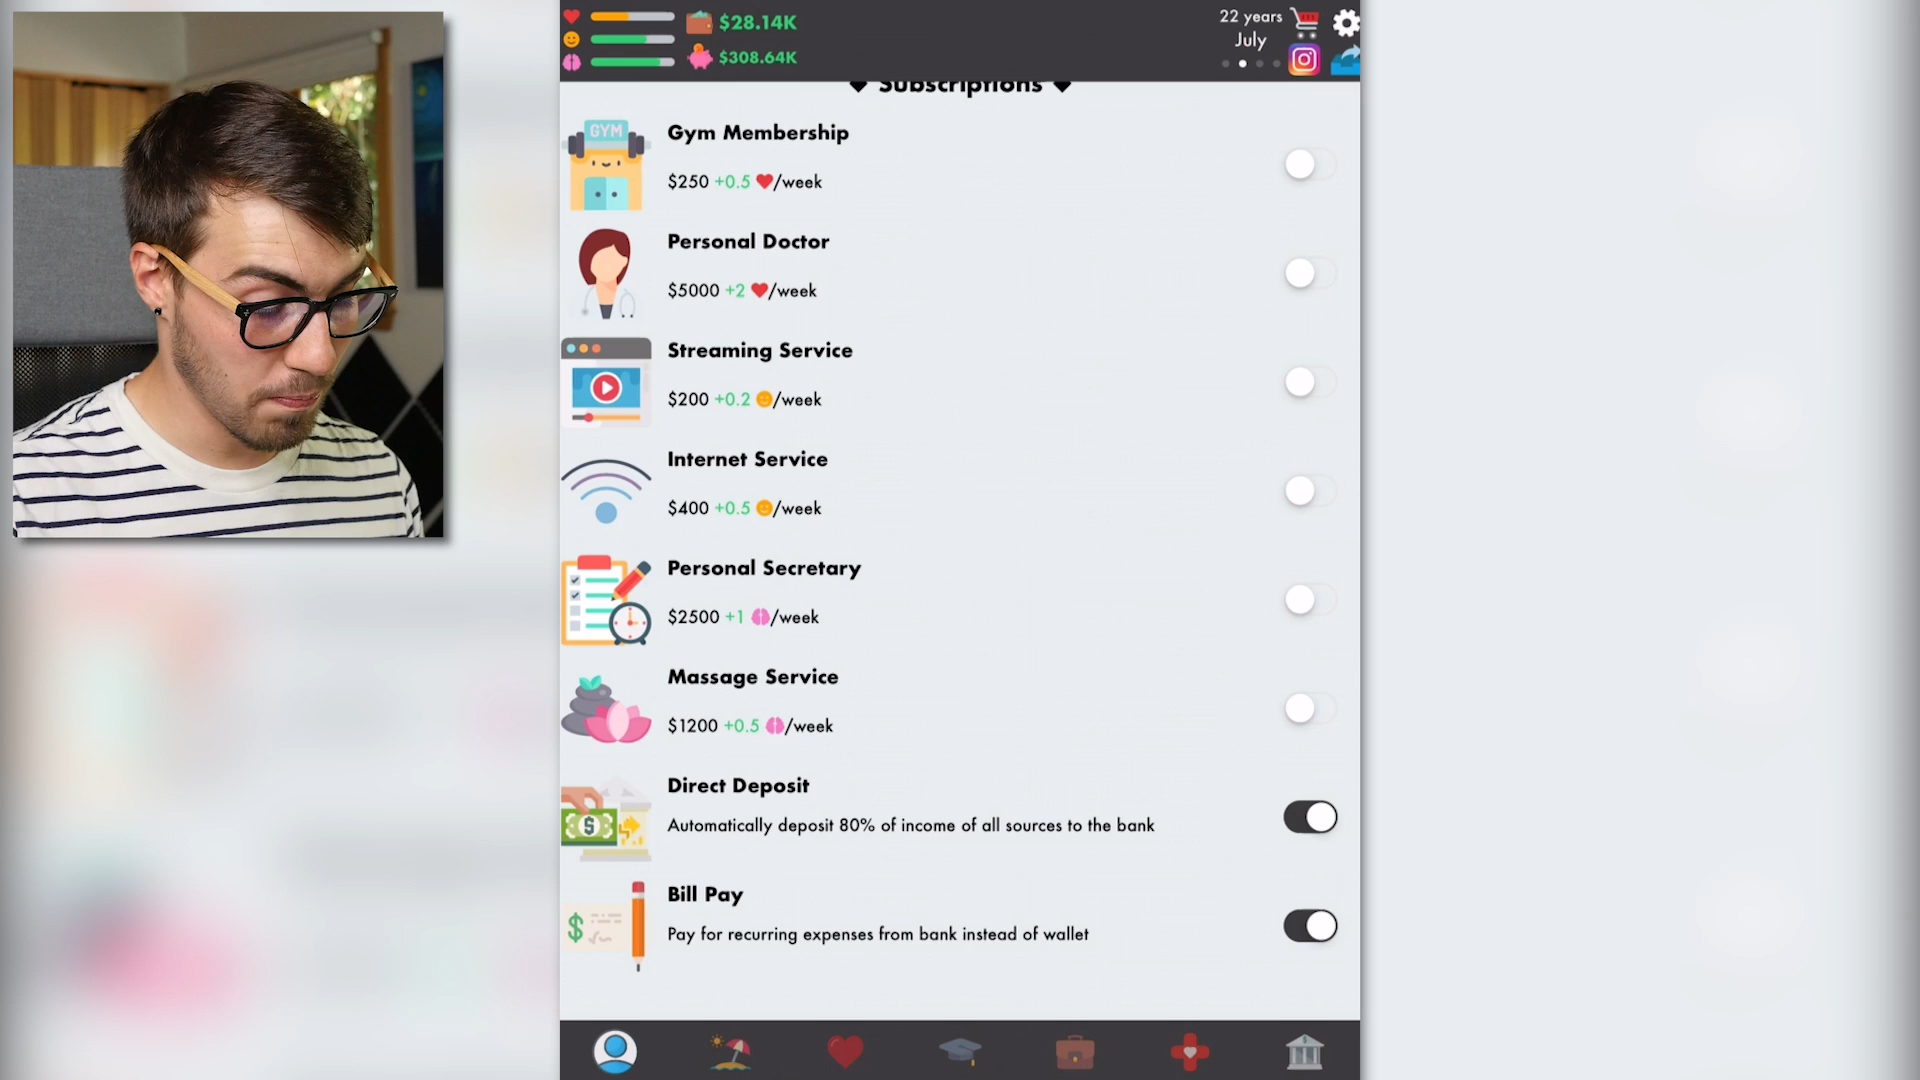 $28.14K
$308.64K
22 years
July
Subscriptions
GYM
Gym Membership
$250 +0.5 /week
Personal Doctor
$5000 +2 /week
Streaming Service
$200 +0.2 /week
Internet Service
$400 +0.5 /week
Personal Secretary
$2500 +1 /week
Massage Service
$1200 +0.5 /week
$
Direct Deposit
Automatically deposit 80% of income of all sources to the bank
$
Bill Pay
Pay for recurring expenses from bank instead of wallet